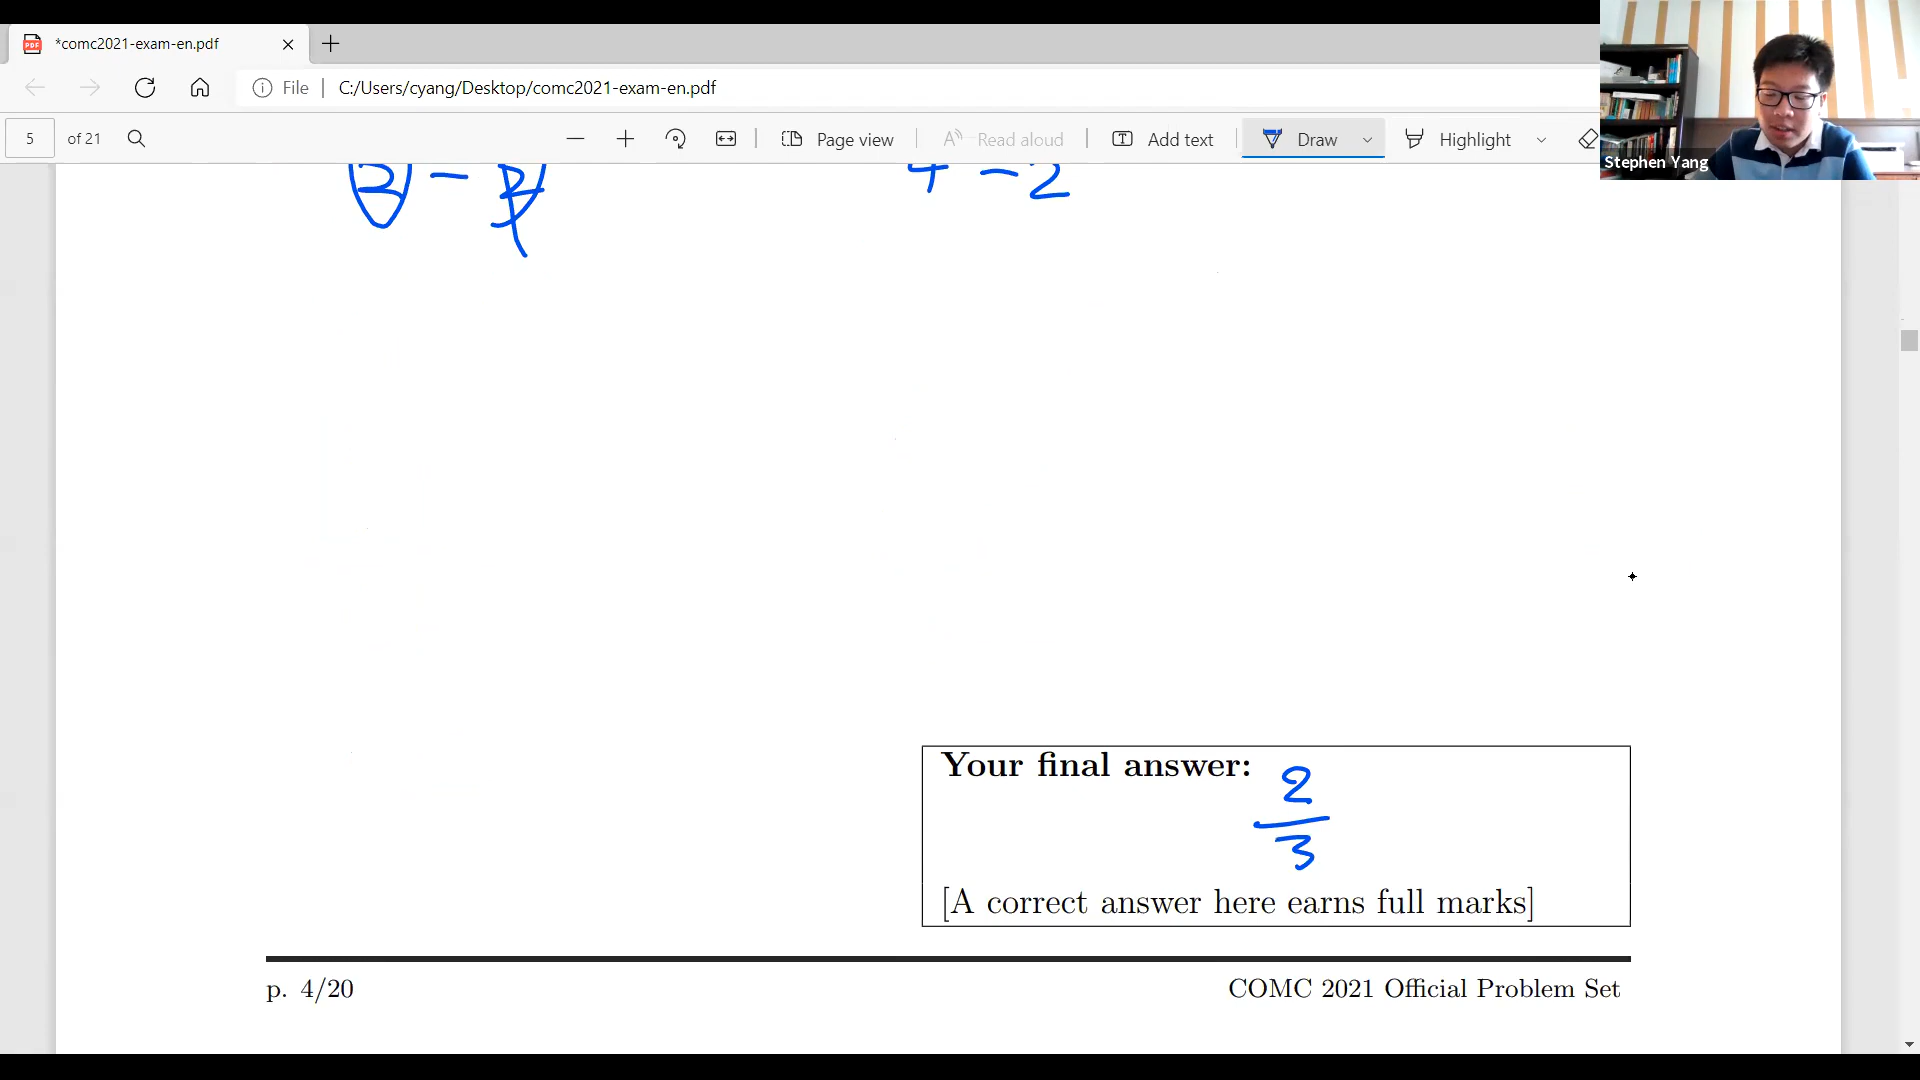 *comc2021-exam-en.pdf
File | C:/Users/cyang/Desktop/comc2021-exam-en.pdf
5 of 21 Page view Read aloud Add text Draw Highlight
Stephen Yang
4 - 2
Your final answer: 2/3
[A correct answer here earns full marks]
p. 4/20 COMC 2021 Official Problem Set